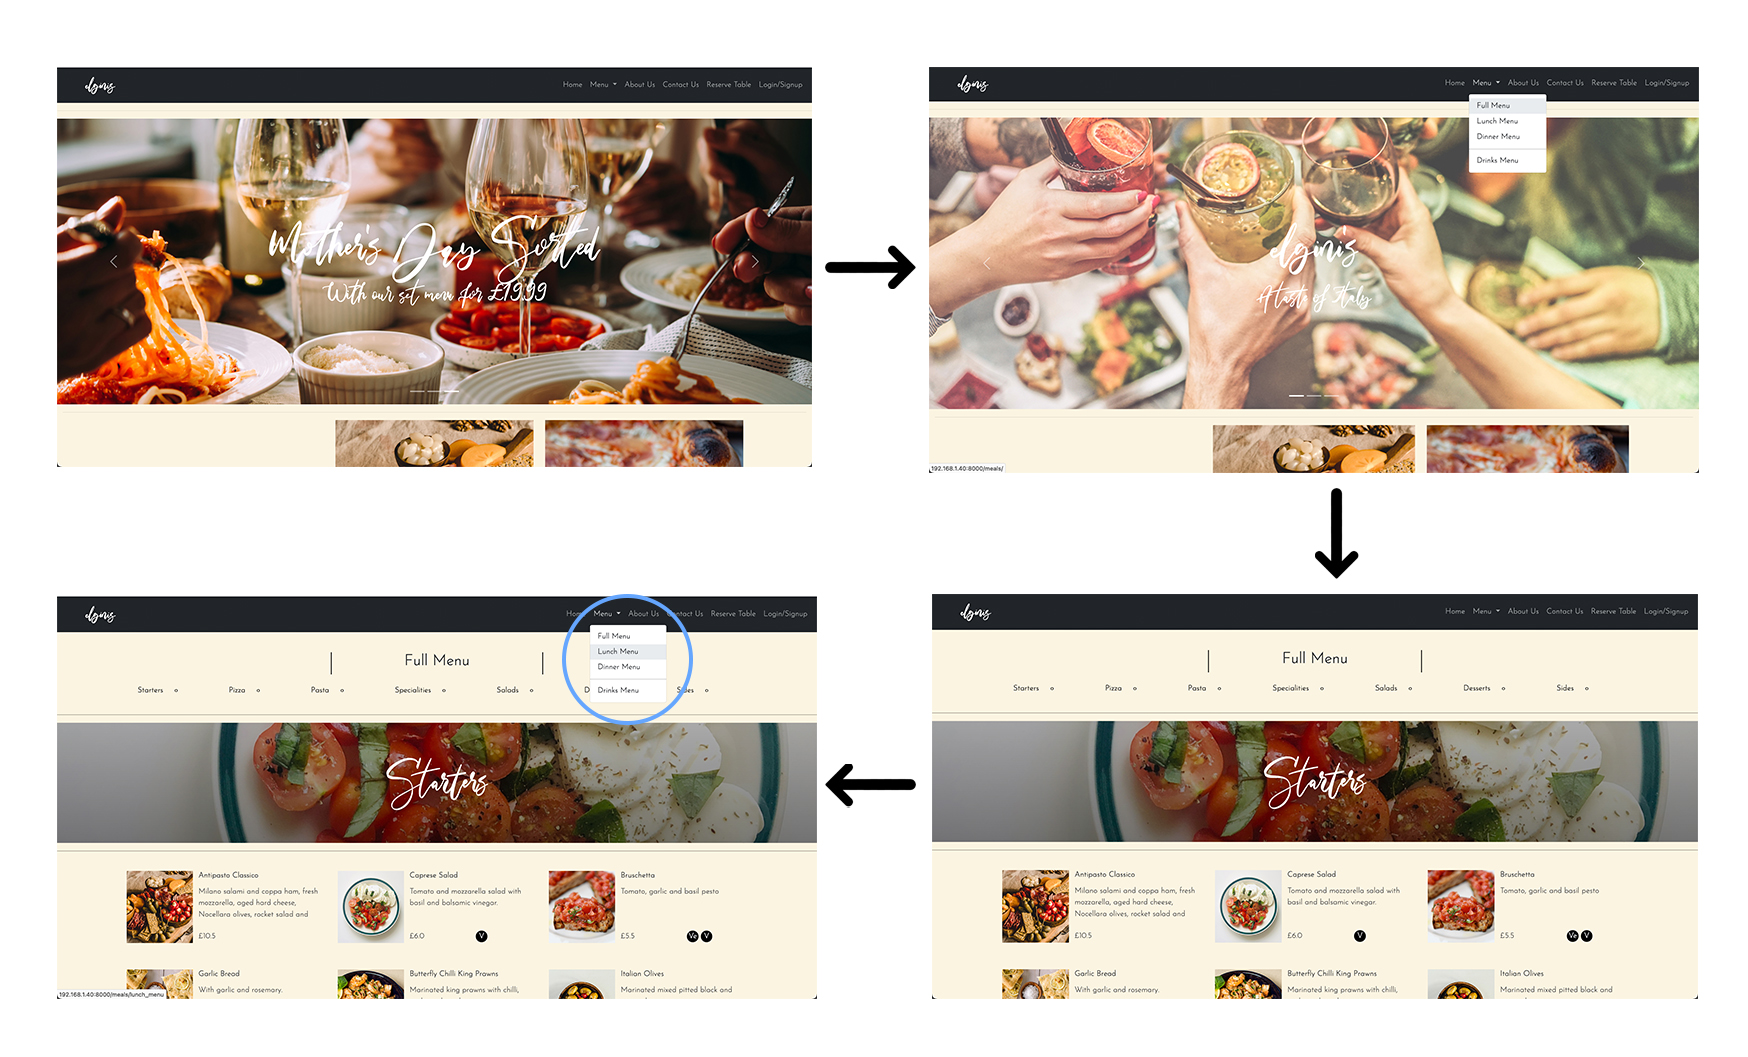 elginis
Home Menu About Us Contact Us Reserve Table Login/Signup
Mother's Day Sorted
With our set menu for £19.99
elginis
Home Menu About Us Contact Us Reserve Table Login/Signup
Full Menu
Lunch Menu
Dinner Menu
Drinks Menu
elginis
A taste of Italy
192.168.1.40:8000/meals/
elginis
Home Menu About Us Contact Us Reserve Table Login/Signup
Full Menu
Lunch Menu
Dinner Menu
Drinks Menu
Full Menu
Starters Pizza Pasta Specialities Salads D Sides
Starters
Antipasto Classico
Milano salami and coppa ham, fresh
mozzarella, aged hard cheese,
Nocellara olives, rocket salad and
£10.5
Caprese Salad
Tomato and mozzarella salad with
basil and balsamic vinegar.
£6.0 V
Bruschetta
Tomato, garlic and basil pesto
£5.5 Ve V
Garlic Bread
With garlic and rosemary.
Butterfly Chilli King Prawns
Marinated king prawns with chilli,
Italian Olives
Marinated mixed pitted black and
192.168.1.40:8000/meals/lunch_menu
elginis
Home Menu About Us Contact Us Reserve Table Login/Signup
Full Menu
Starters Pizza Pasta Specialities Salads Desserts Sides
Starters
Antipasto Classico
Milano salami and coppa ham, fresh
mozzarella, aged hard cheese,
Nocellara olives, rocket salad and
£10.5
Caprese Salad
Tomato and mozzarella salad with
basil and balsamic vinegar.
£6.0 V
Bruschetta
Tomato, garlic and basil pesto
£5.5 Ve V
Garlic Bread
With garlic and rosemary.
Butterfly Chilli King Prawns
Marinated king prawns with chilli,
Italian Olives
Marinated mixed pitted black and